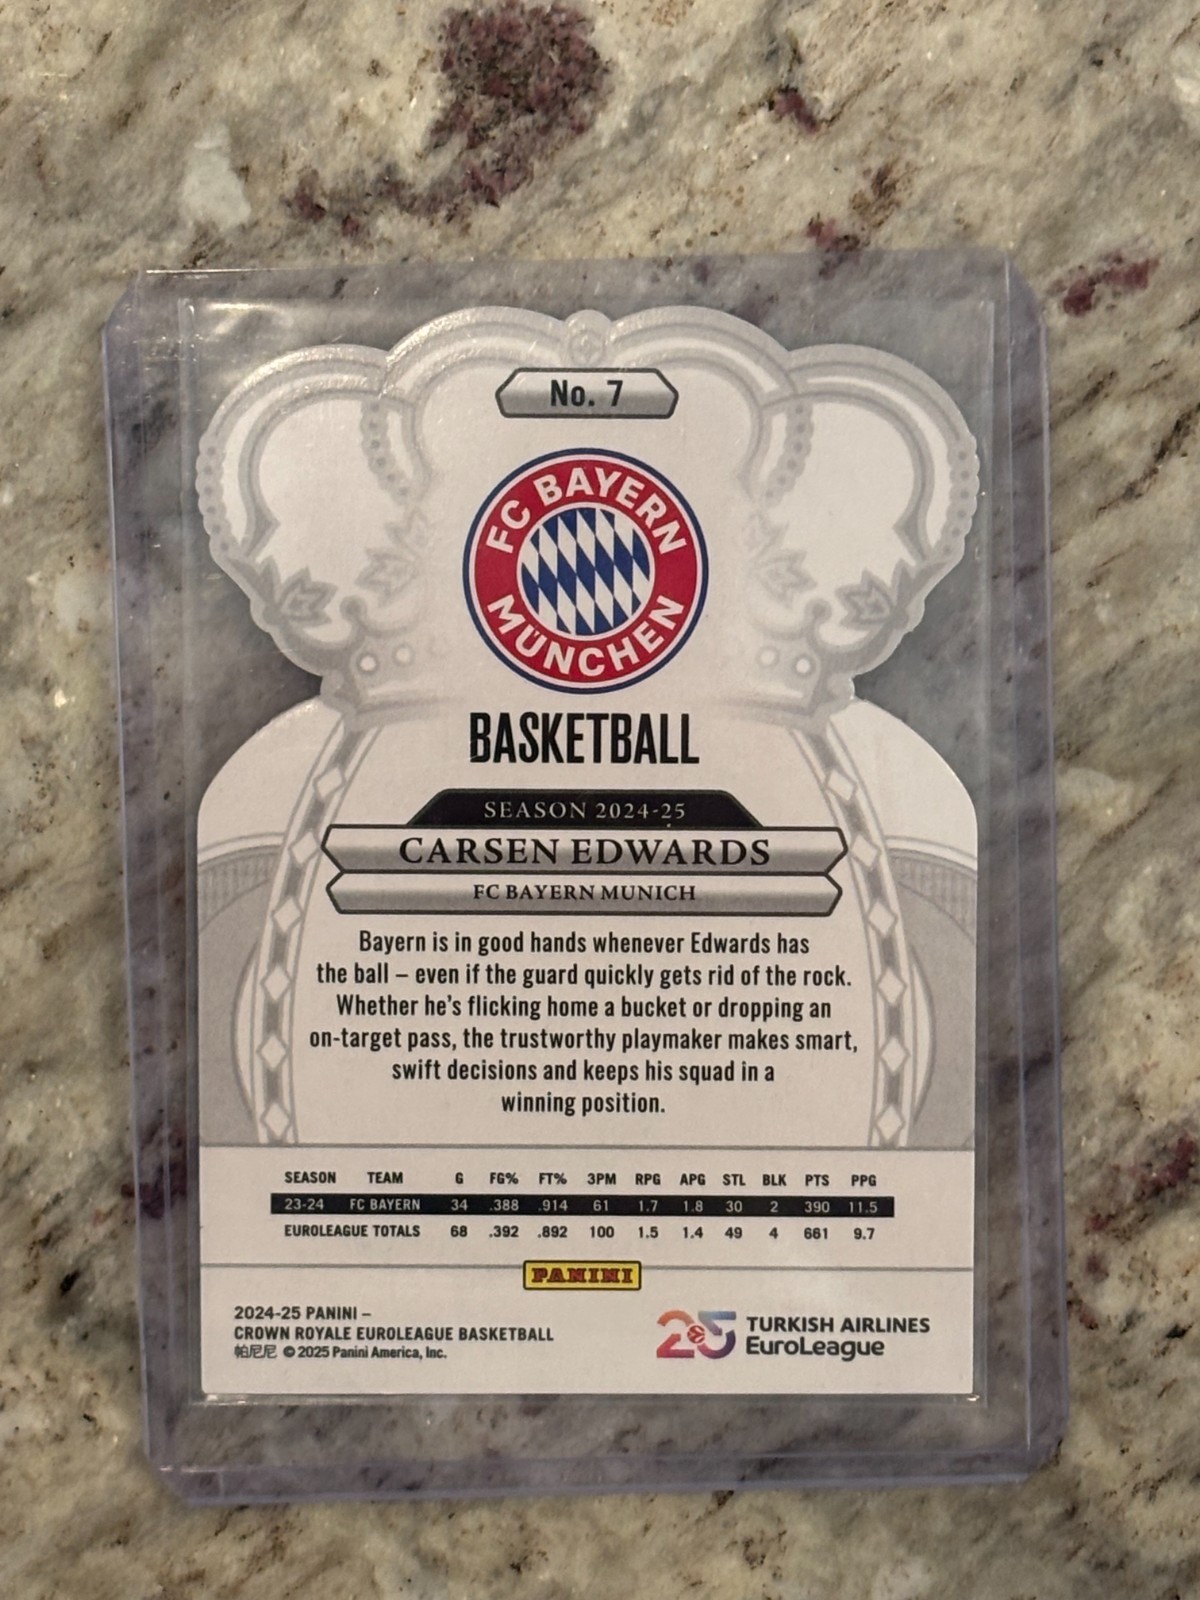 No. 7
FC BAYERN
MÜNCHEN
BASKETBALL
SEASON 2024-25
CARSEN EDWARDS
FC BAYERN MUNICH
Bayern is in good hands whenever Edwards has
the ball – even if the guard quickly gets rid of the rock.
Whether he's flicking home a bucket or dropping an
on-target pass, the trustworthy playmaker makes smart,
swift decisions and keeps his squad in a
winning position.
SEASON TEAM G FG% FT% 3PM RPG APG STL BLK PTS PPG
23-24 FC BAYERN 34 .388 .914 61 1.7 1.8 30 2 390 11.5
EUROLEAGUE TOTALS 68 .392 .892 100 1.5 1.4 49 4 661 9.7
PANINI
2024-25 PANINI –
CROWN ROYALE EUROLEAGUE BASKETBALL
帕尼尼 © 2025 Panini America, Inc.
25 TURKISH AIRLINES
EuroLeague